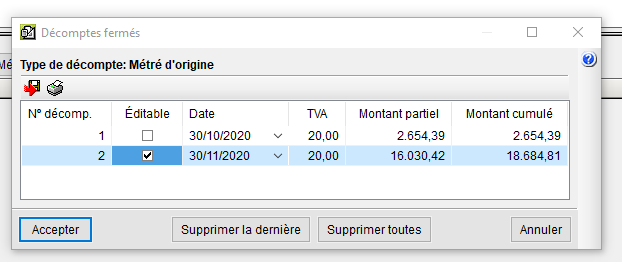 Décomptes fermés
Type de décompte: Métré d'origine
Nº décomp. Éditable Date TVA Montant partiel Montant cumulé
1 30/10/2020 20,00 2.654,39 2.654,39
2 30/11/2020 20,00 16.030,42 18.684,81
Accepter Supprimer la dernière Supprimer toutes Annuler